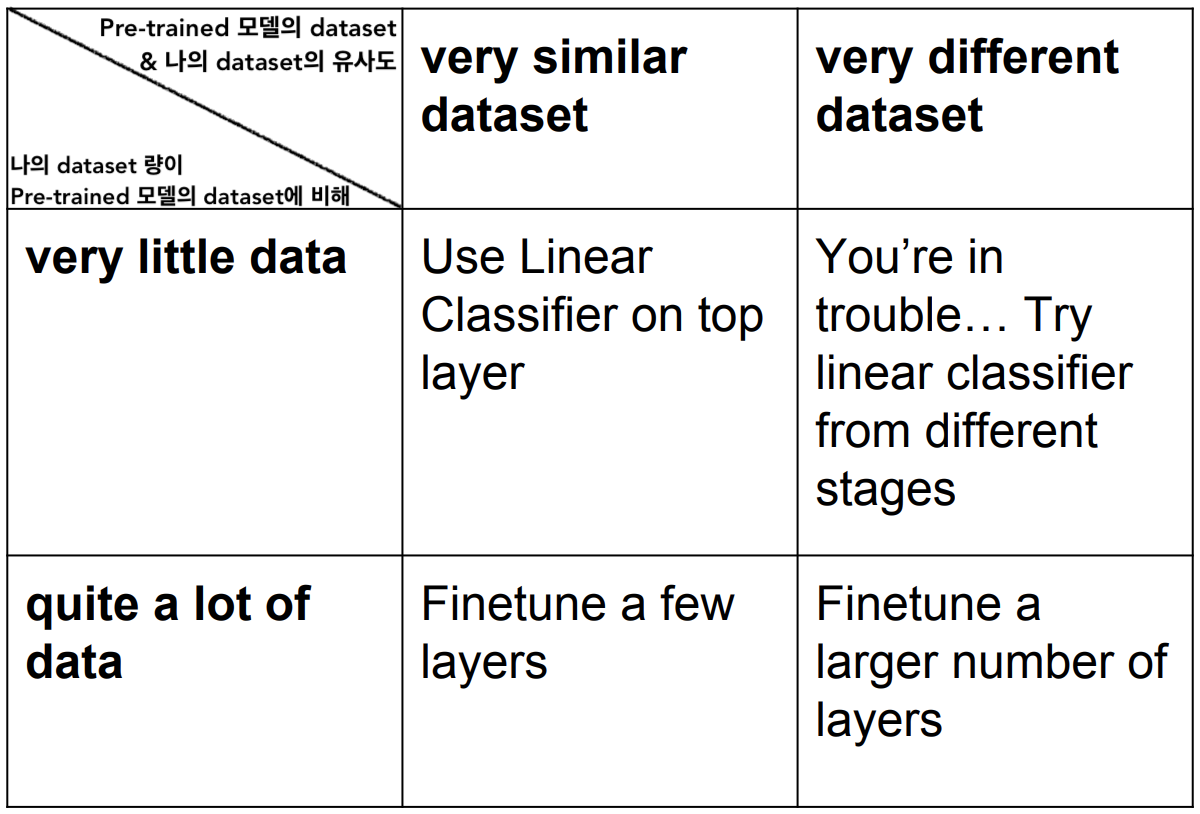 Pre-trained 모델의 dataset
& 나의 dataset의 유사도
나의 dataset 량이
Pre-trained 모델의 dataset에 비해
very similar
dataset
very different
dataset
very little data
Use Linear
Classifier on top
layer
You’re in
trouble… Try
linear classifier
from different
stages
quite a lot of
data
Finetune a few
layers
Finetune a
larger number of
layers